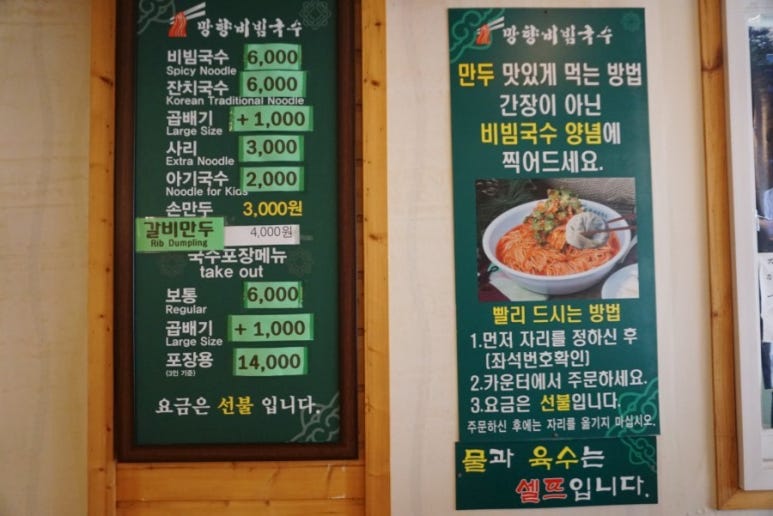 망향비빔국수
비빔국수 6,000
Spicy Noodle
잔치국수 6,000
Korean Traditional Noodle
곱배기 + 1,000
Large Size
사리 3,000
Extra Noodle
아기국수 2,000
Noodle for Kids
손만두 3,000원
갈비만두 4,000원
Rib Dumpling
국수포장메뉴
take out
보통 6,000
Regular
곱배기 + 1,000
Large Size
포장용 14,000
(3인 기준)
요금은 선불 입니다.
망향비빔국수
만두 맛있게 먹는 방법
간장이 아닌
비빔국수 양념에
찍어드세요.
빨리 드시는 방법
1.먼저 자리를 정하신 후
(좌석번호확인)
2.카운터에서 주문하세요.
3.요금은 선불입니다.
주문하신 후에는 자리를 옮기지 마십시오.
물과 육수는
셀프입니다.